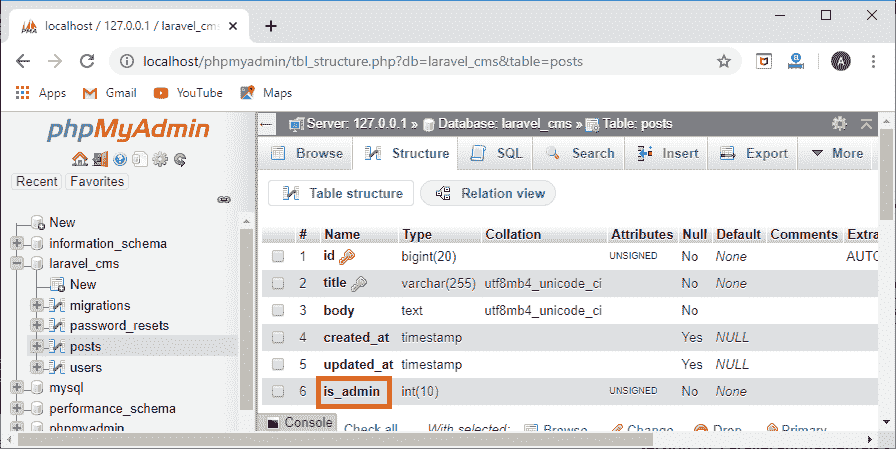 localhost / 127.0.0.1 / laravel_cms
localhost/phpmyadmin/tbl_structure.php?db=laravel_cms&table=posts
A
Apps Gmail YouTube Maps
phpMyAdmin
Recent Favorites
New
information_schema
laravel_cms
New
migrations
password_resets
posts
users
mysql
performance_schema
phpmyadmin
Server: 127.0.0.1 » Database: laravel_cms » Table: posts
Browse Structure SQL Search Insert Export More
Table structure Relation view
# Name Type Collation Attributes Null Default Comments Extra
1 id bigint(20) UNSIGNED No None AUTO
2 title varchar(255) utf8mb4_unicode_ci No None
3 body text utf8mb4_unicode_ci No
4 created_at timestamp Yes NULL
5 updated_at timestamp Yes NULL
6 is_admin int(10) UNSIGNED No None
Console Check all With selected: Browse Change Drop Primary